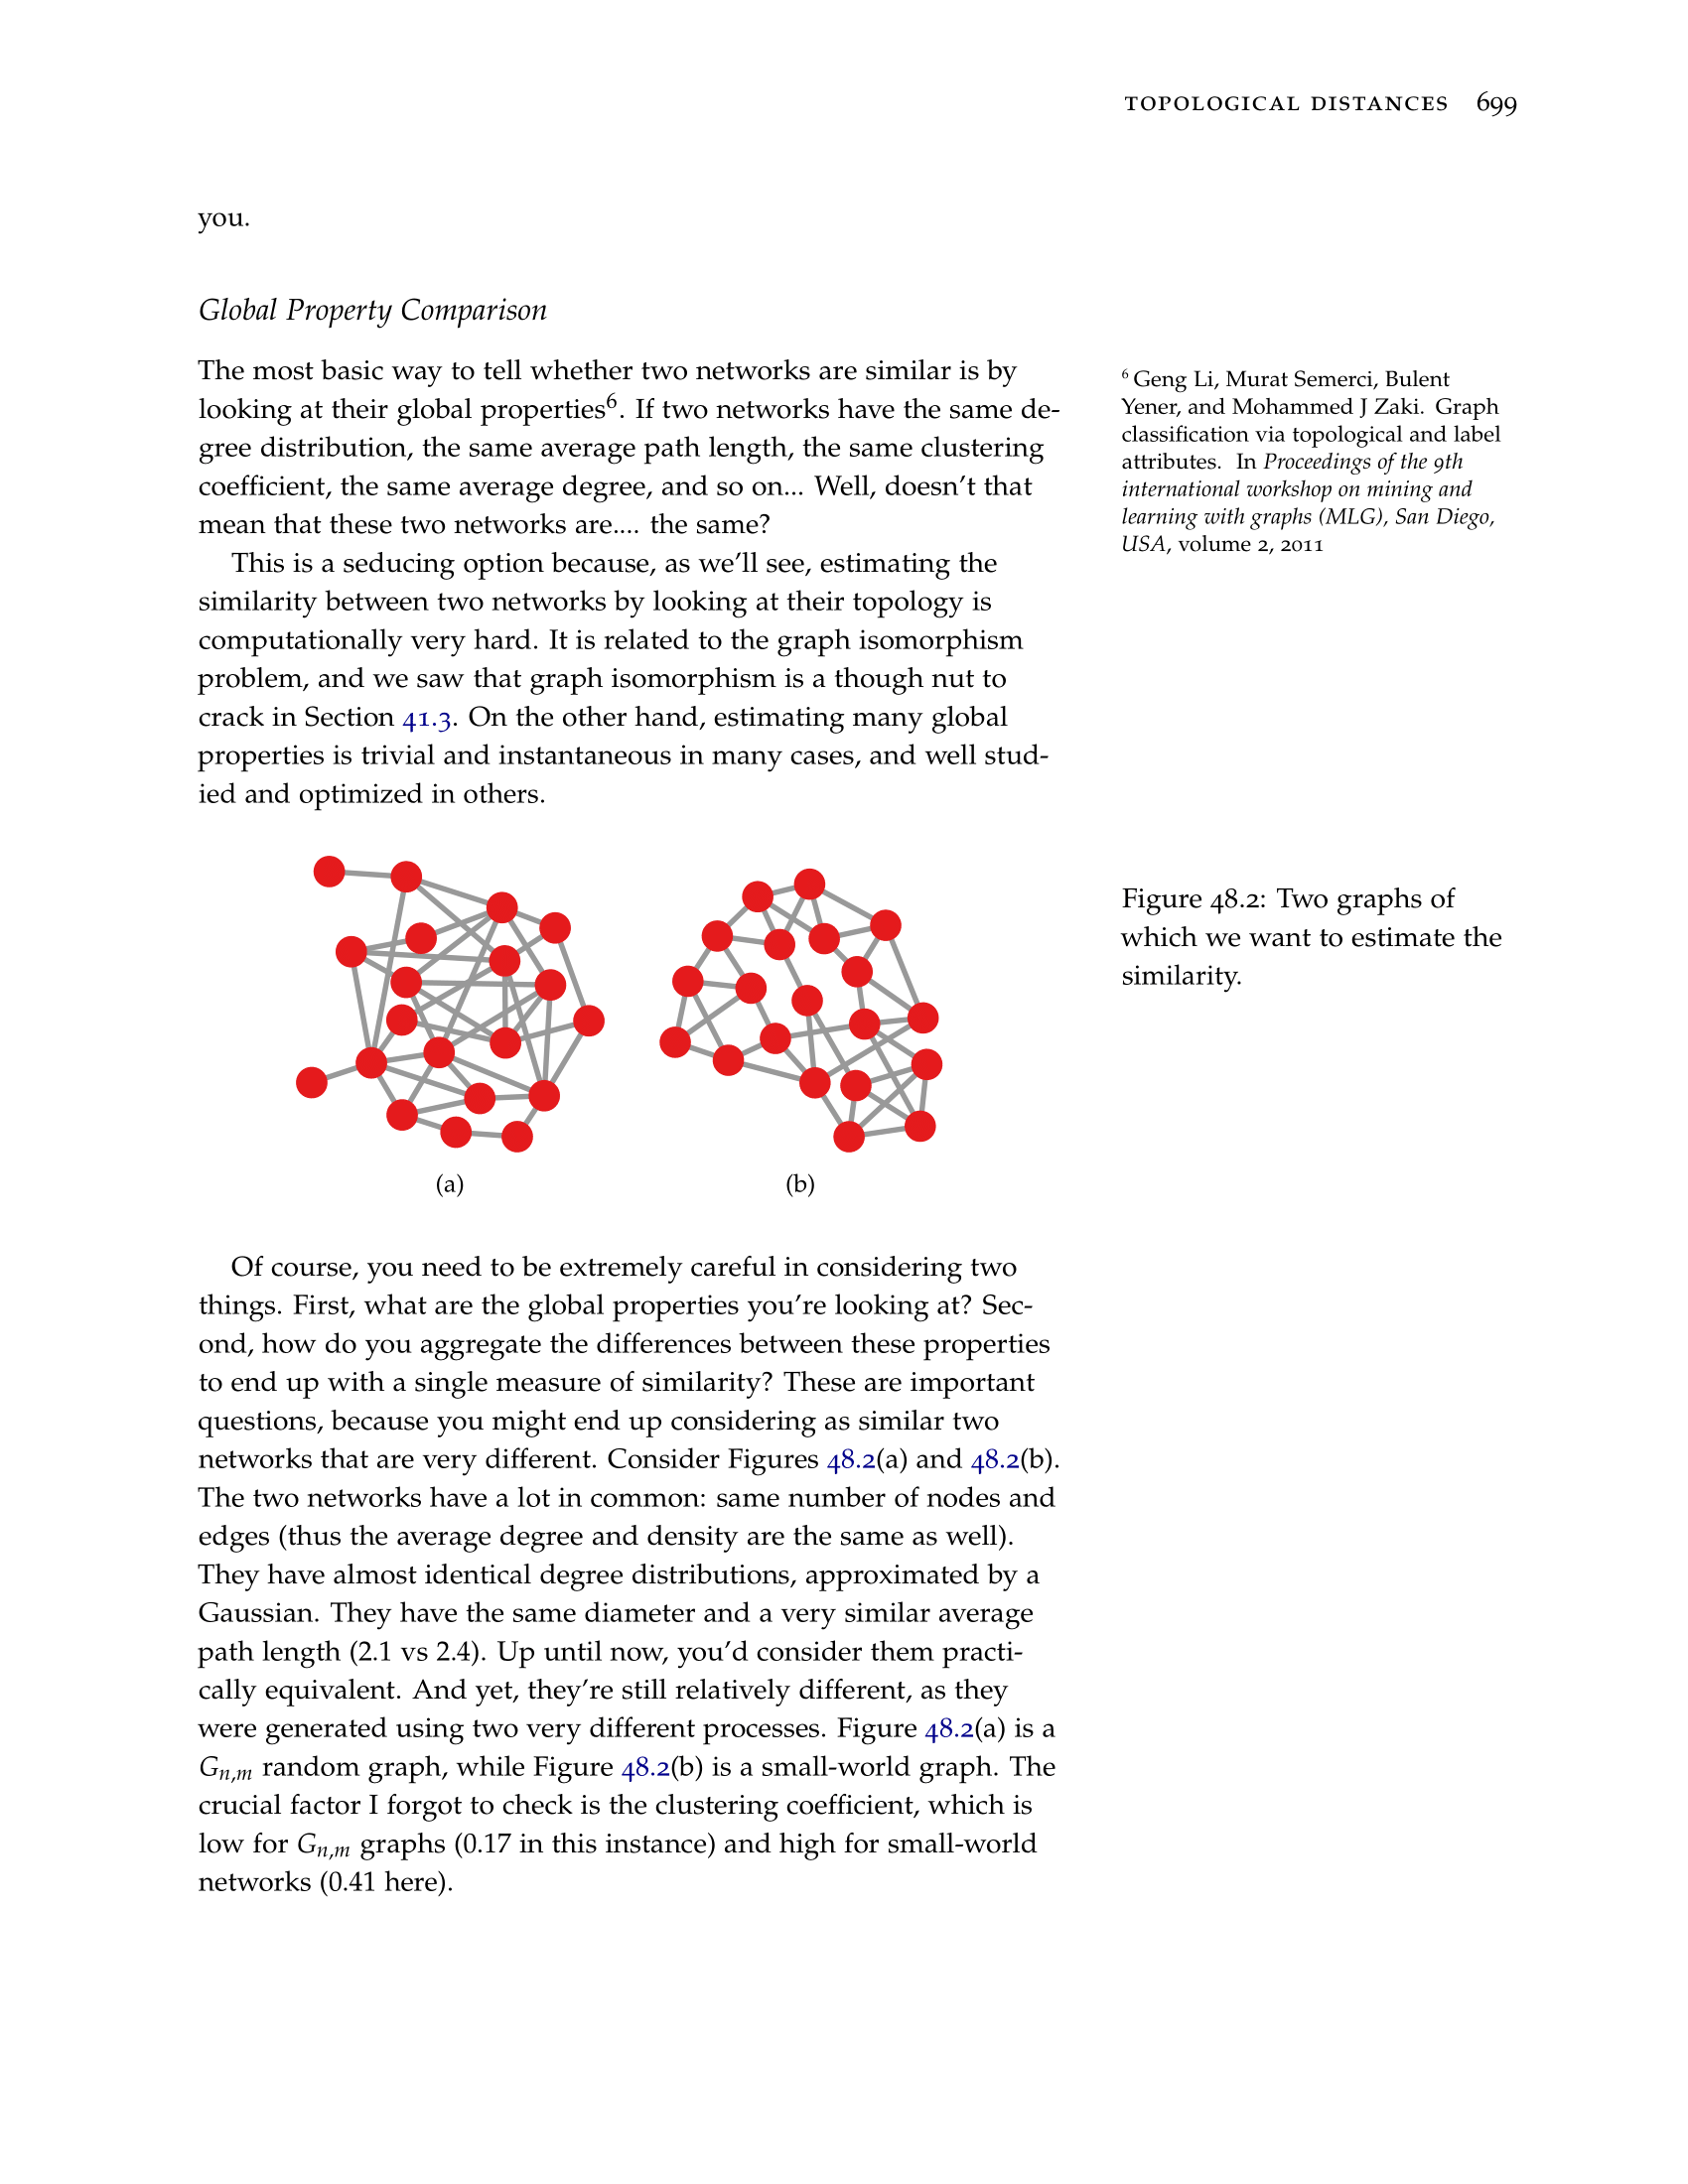 TOPOLOGICAL DISTANCES 699
you.
Global Property Comparison
The most basic way to tell whether two networks are similar is by
looking at their global properties⁶. If two networks have the same de-
gree distribution, the same average path length, the same clustering
coefficient, the same average degree, and so on... Well, doesn't that
mean that these two networks are.... the same?
This is a seducing option because, as we'll see, estimating the
similarity between two networks by looking at their topology is
computationally very hard. It is related to the graph isomorphism
problem, and we saw that graph isomorphism is a though nut to
crack in Section 41.3. On the other hand, estimating many global
properties is trivial and instantaneous in many cases, and well stud-
ied and optimized in others.
⁶ Geng Li, Murat Semerci, Bulent
Yener, and Mohammed J Zaki. Graph
classification via topological and label
attributes. In Proceedings of the 9th
international workshop on mining and
learning with graphs (MLG), San Diego,
USA, volume 2, 2011
(a)
(b)
Figure 48.2: Two graphs of
which we want to estimate the
similarity.
Of course, you need to be extremely careful in considering two
things. First, what are the global properties you're looking at? Sec-
ond, how do you aggregate the differences between these properties
to end up with a single measure of similarity? These are important
questions, because you might end up considering as similar two
networks that are very different. Consider Figures 48.2(a) and 48.2(b).
The two networks have a lot in common: same number of nodes and
edges (thus the average degree and density are the same as well).
They have almost identical degree distributions, approximated by a
Gaussian. They have the same diameter and a very similar average
path length (2.1 vs 2.4). Up until now, you'd consider them practi-
cally equivalent. And yet, they're still relatively different, as they
were generated using two very different processes. Figure 48.2(a) is a
Gn,m random graph, while Figure 48.2(b) is a small-world graph. The
crucial factor I forgot to check is the clustering coefficient, which is
low for Gn,m graphs (0.17 in this instance) and high for small-world
networks (0.41 here).